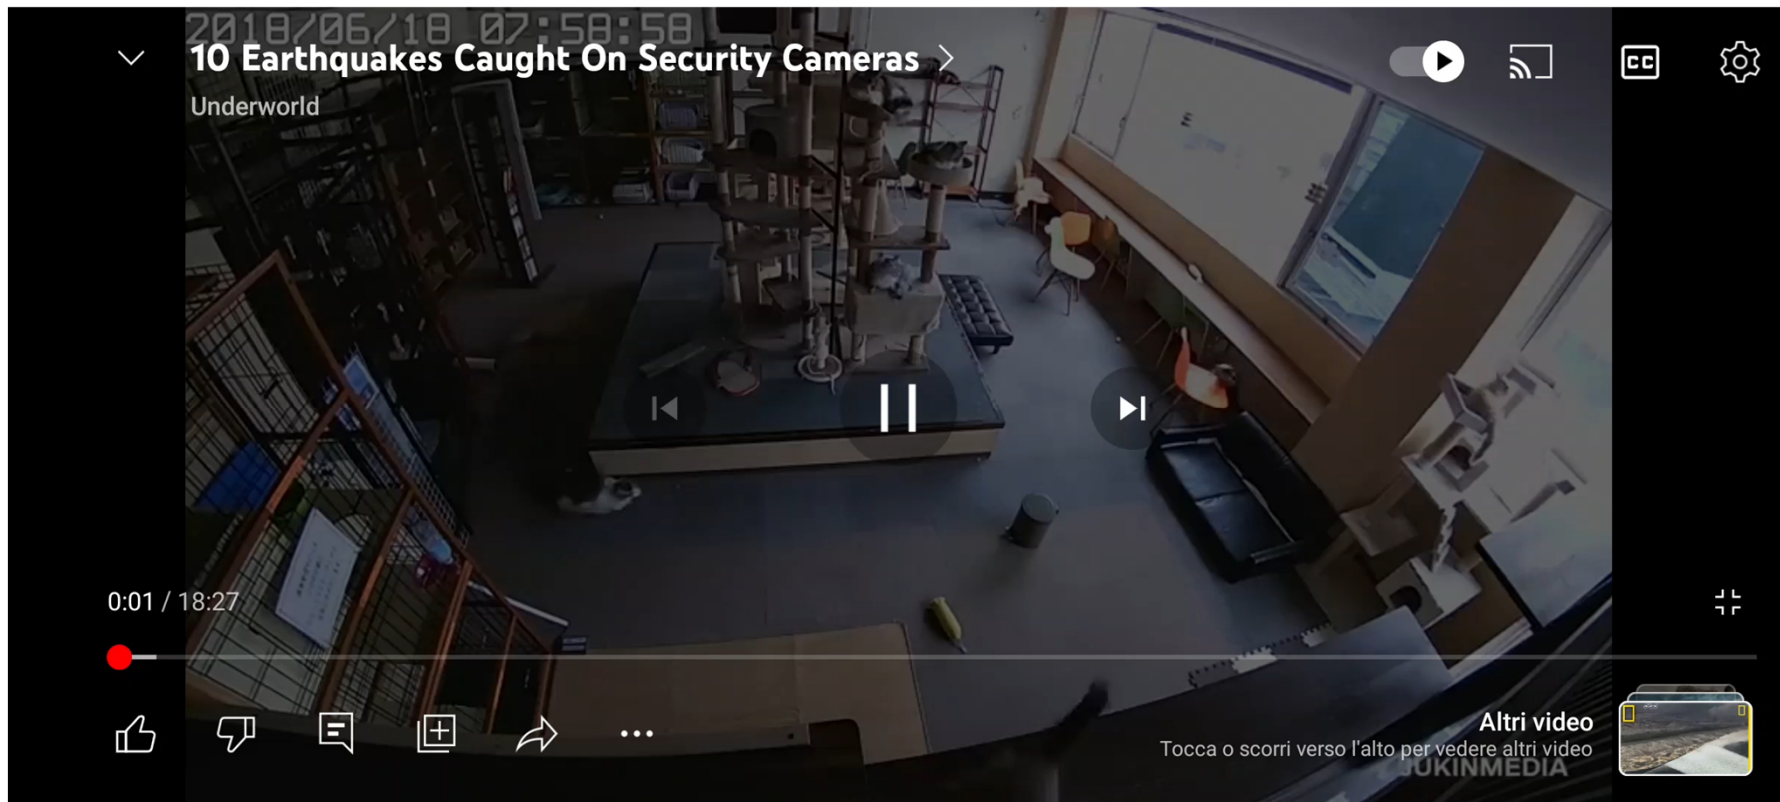 2018/06/18 07:58:58
10 Earthquakes Caught On Security Cameras
Underworld
CC
0:01 / 18:27
Altri video
Tocca o scorri verso l'alto per vedere altri video
JUKINMEDIA